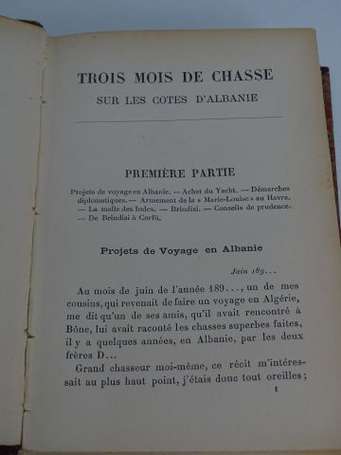 TROIS MOIS DE CHASSE
SUR LES COTES D'ALBANIE
PREMIÈRE PARTIE
Projets de voyage en Albanie. — Achat du Yacht. — Démarches
diplomatiques. — Armement de la « Marie-Louise » au Havre.
— La malle des Indes. — Brindisi. — Conseils de prudence.
— De Brindisi à Corfu.
Projets de Voyage en Albanie
Juin 189...
Au mois de juin de l'année 189..., un de mes
cousins, qui revenait de faire un voyage en Algérie,
me dit qu'un de ses amis, qu'il avait rencontré à
Bône, lui avait raconté les chasses superbes faites,
il y a quelques années, en Albanie, par les deux
frères D...
Grand chasseur moi-même, ce récit m'intéres-
sait au plus haut point, j'étais donc tout oreilles ;
1